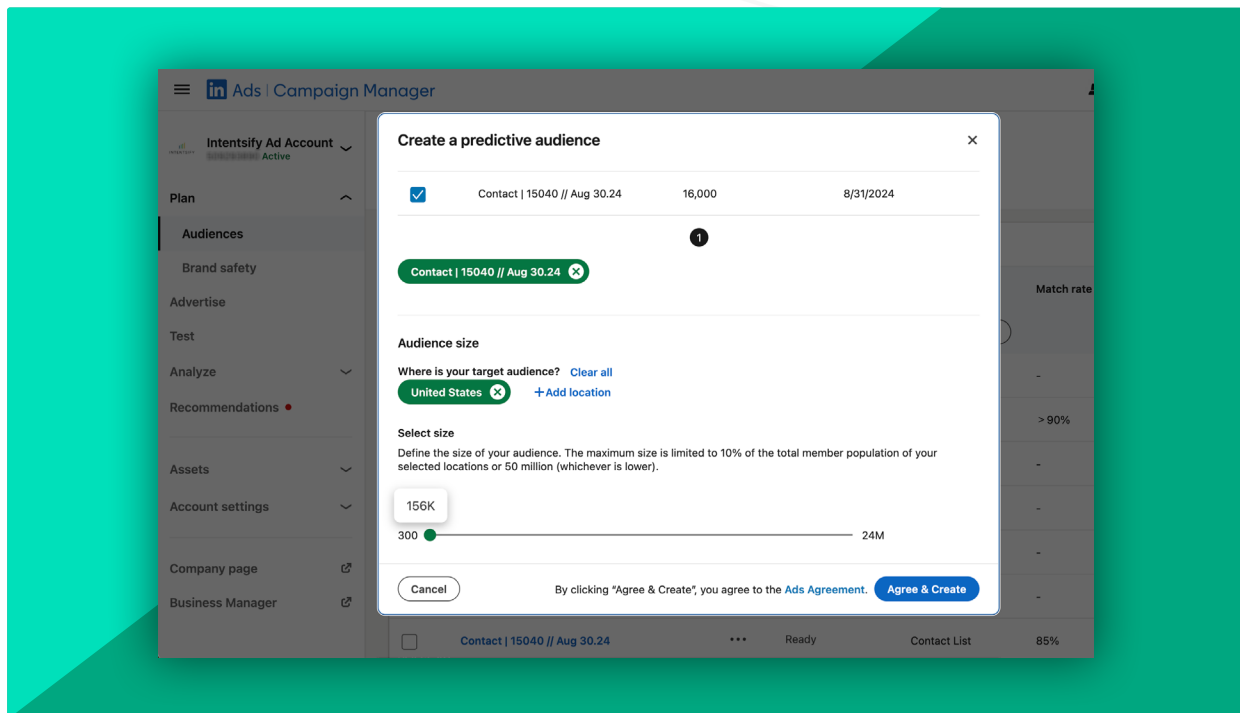 in Ads | Campaign Manager
Intentsify Ad Account
Active
Plan
Audiences
Brand safety
Advertise
Test
Analyze
Recommendations
Assets
Account settings
Company page
Business Manager
Create a predictive audience
Contact | 15040 // Aug 30.24 16,000 8/31/2024
1
Contact | 15040 // Aug 30.24
Audience size
Where is your target audience? Clear all
United States +Add location
Select size
Define the size of your audience. The maximum size is limited to 10% of the total member population of your
selected locations or 50 million (whichever is lower).
156K
300 24M
Cancel By clicking “Agree & Create”, you agree to the Ads Agreement. Agree & Create
Match rate
-
> 90%
-
-
-
-
Contact | 15040 // Aug 30.24 ••• Ready Contact List 85%